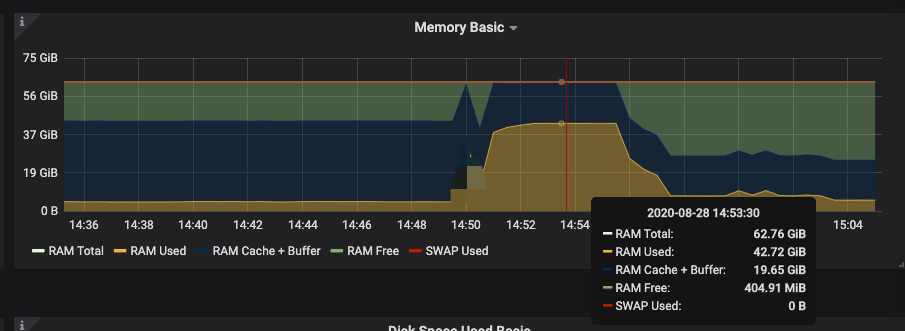 i
Memory Basic
75 GiB
56 GiB
37 GiB
19 GiB
0 B
14:36 14:38 14:40 14:42 14:44 14:46 14:48 14:50 14:52 14:54 15:04
RAM Total RAM Used RAM Cache + Buffer RAM Free SWAP Used
2020-08-28 14:53:30
RAM Total: 62.76 GiB
RAM Used: 42.72 GiB
RAM Cache + Buffer: 19.65 GiB
RAM Free: 404.91 MiB
SWAP Used: 0 B
i
Disk Space Used Basic